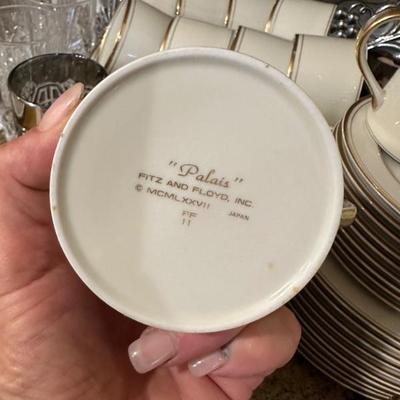 "Palais"
FITZ AND FLOYD, INC.
© MCMLXXVII
FF JAPAN
11